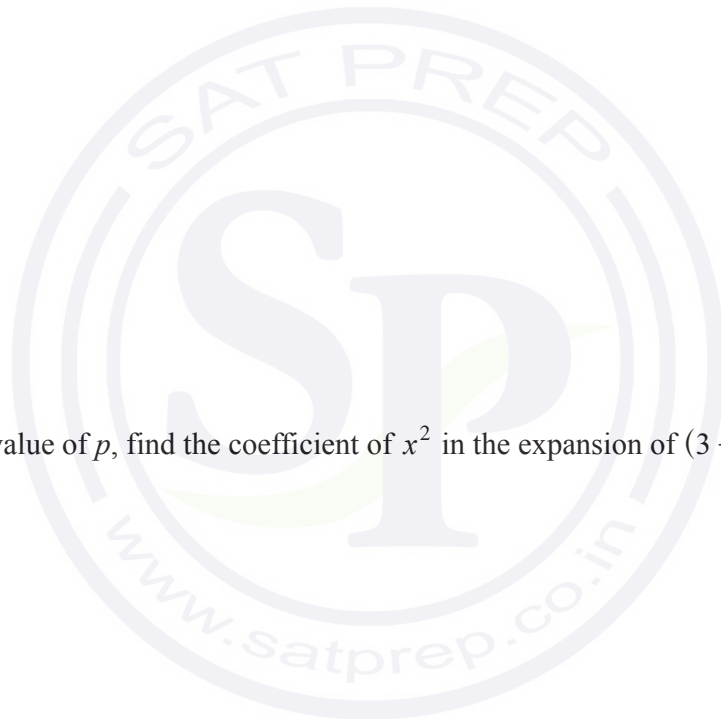 SAT PREP
SP
value of p, find the coefficient of x² in the expansion of (3
www.satprep.co.in